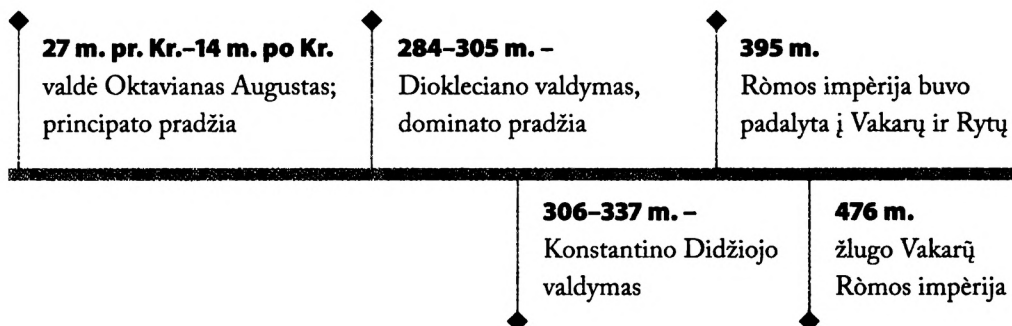 27 m. pr. Kr.–14 m. po Kr.
valdė Oktavianas Augustas;
principato pradžia
284–305 m. –
Diokleciano valdymas,
dominato pradžia
395 m.
Ròmos impèrija buvo
padalyta į Vakarų ir Rytų
306–337 m. –
Konstantino Didžiojo
valdymas
476 m.
žlugo Vakarų̃
Ròmos impèrija